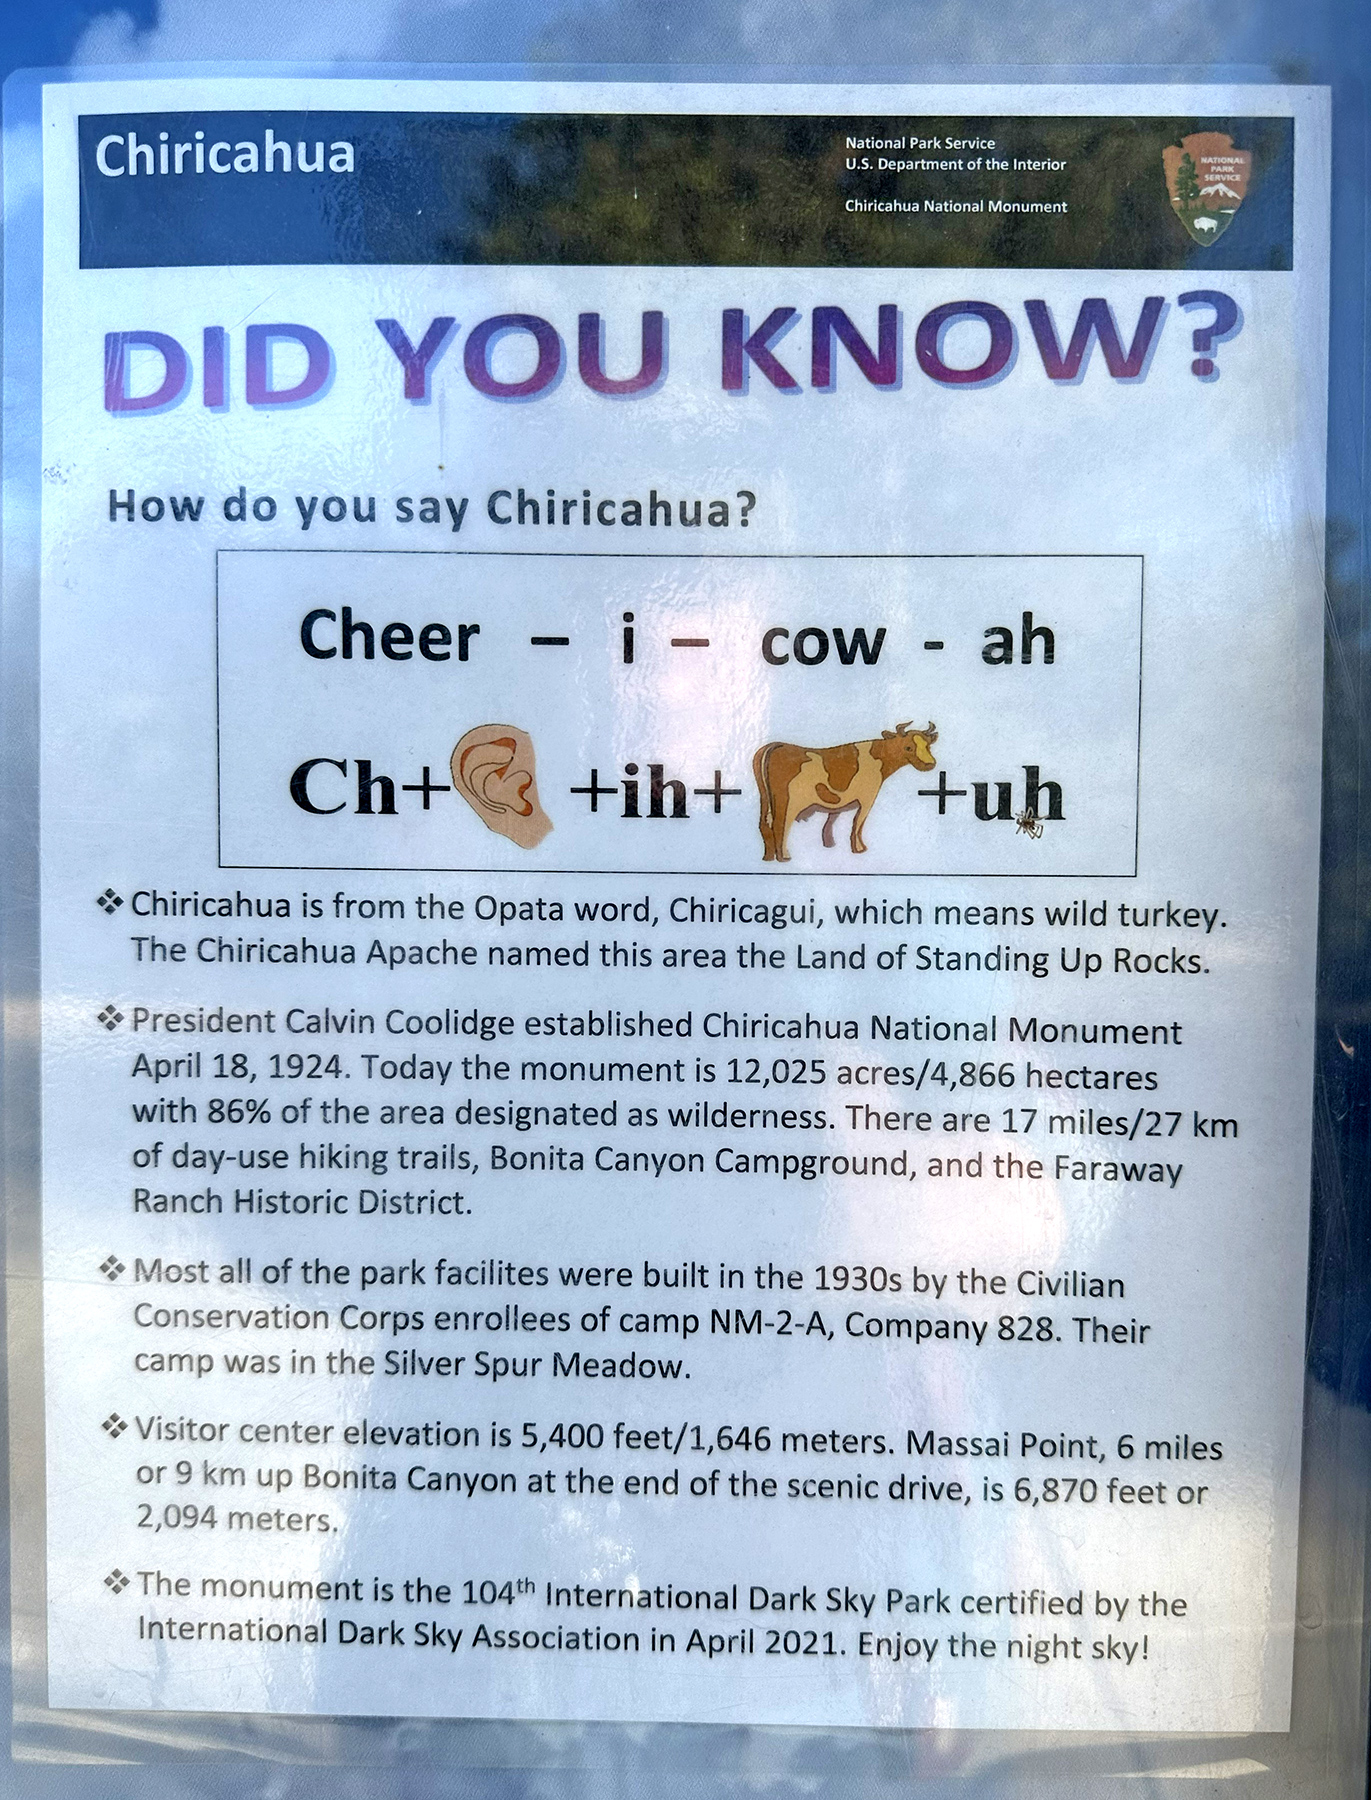 Chiricahua
National Park Service
U.S. Department of the Interior
Chiricahua National Monument
NATIONAL
PARK
SERVICE
DID YOU KNOW?
How do you say Chiricahua?
Cheer – i – cow - ah
Ch+ +ih+ +uh
❖ Chiricahua is from the Opata word, Chiricagui, which means wild turkey.
The Chiricahua Apache named this area the Land of Standing Up Rocks.
❖ President Calvin Coolidge established Chiricahua National Monument
April 18, 1924. Today the monument is 12,025 acres/4,866 hectares
with 86% of the area designated as wilderness. There are 17 miles/27 km
of day-use hiking trails, Bonita Canyon Campground, and the Faraway
Ranch Historic District.
❖ Most all of the park facilites were built in the 1930s by the Civilian
Conservation Corps enrollees of camp NM-2-A, Company 828. Their
camp was in the Silver Spur Meadow.
❖ Visitor center elevation is 5,400 feet/1,646 meters. Massai Point, 6 miles
or 9 km up Bonita Canyon at the end of the scenic drive, is 6,870 feet or
2,094 meters.
❖ The monument is the 104th International Dark Sky Park certified by the
International Dark Sky Association in April 2021. Enjoy the night sky!